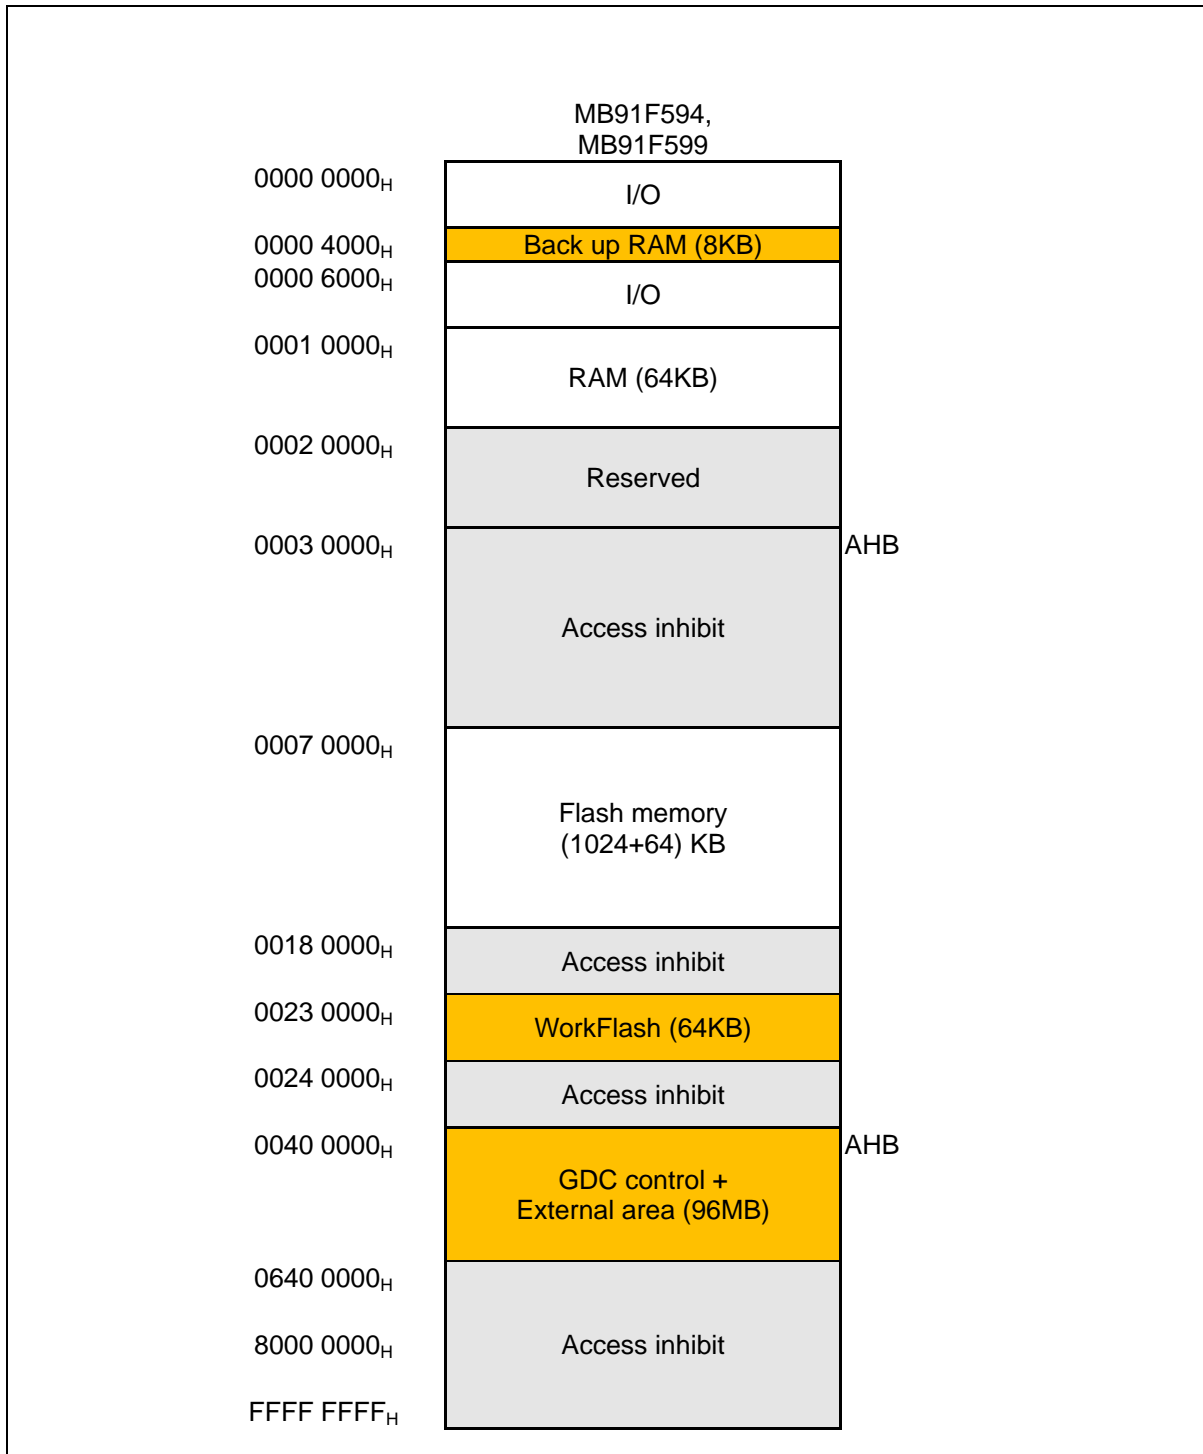 MB91F594,
MB91F599
0000 0000H
I/O
0000 4000H
Back up RAM (8KB)
0000 6000H
I/O
0001 0000H
RAM (64KB)
0002 0000H
Reserved
0003 0000H
AHB
Access inhibit
0007 0000H
Flash memory
(1024+64) KB
0018 0000H
Access inhibit
0023 0000H
WorkFlash (64KB)
0024 0000H
Access inhibit
0040 0000H
AHB
GDC control +
External area (96MB)
0640 0000H
8000 0000H
Access inhibit
FFFF FFFFH